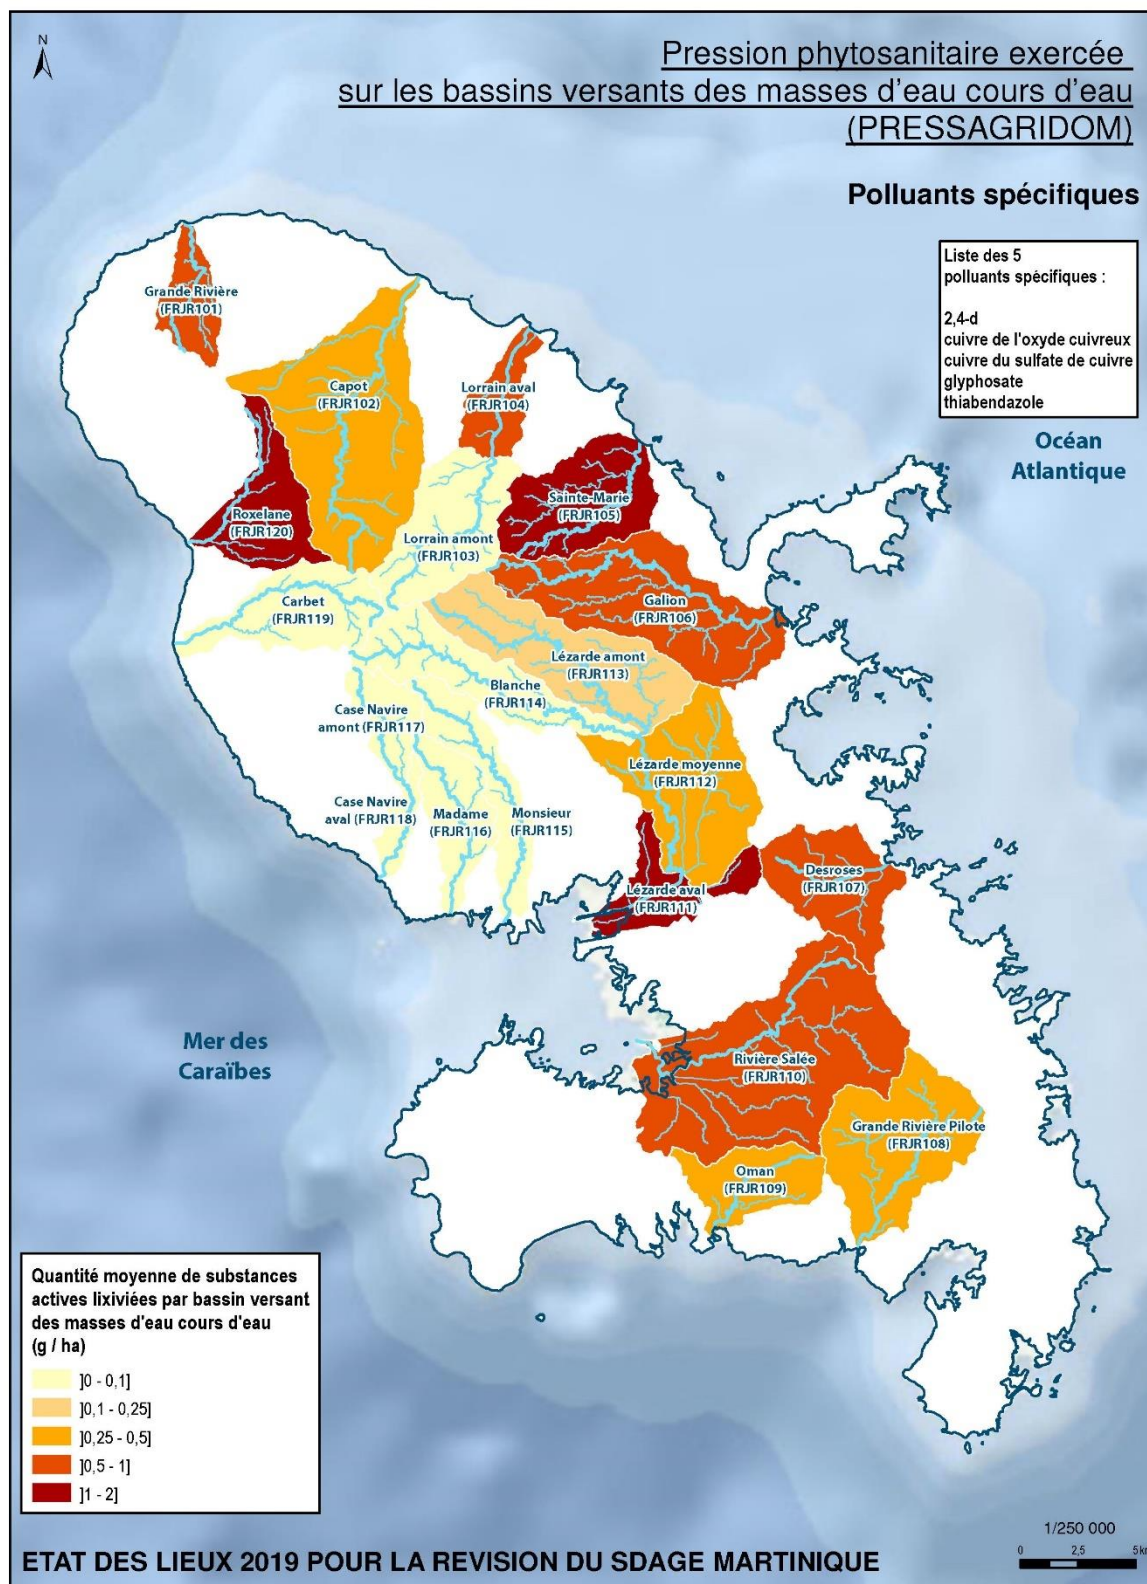 N
Pression phytosanitaire exercée
sur les bassins versants des masses d'eau cours d'eau
(PRESSAGRIDOM)
Polluants spécifiques
Liste des 5
polluants spécifiques :
2,4-d
cuivre de l'oxyde cuivreux
cuivre du sulfate de cuivre
glyphosate
thiabendazole
Océan
Atlantique
Grande Rivière
(FRJR101)
Capot
(FRJR102)
Lorrain aval
(FRJR104)
Roxelane
(FRJR120)
Sainte-Marie
(FRJR105)
Lorrain amont
(FRJR103)
Carbet
(FRJR119)
Galion
(FRJR106)
Lézarde amont
(FRJR113)
Blanche
(FRJR114)
Case Navire
amont (FRJR117)
Lézarde moyenne
(FRJR112)
Case Navire
aval (FRJR118)
Madame
(FRJR116)
Monsieur
(FRJR115)
Desroses
(FRJR107)
Lézarde aval
(FRJR111)
Mer des
Caraïbes
Rivière Salée
(FRJR110)
Grande Rivière Pilote
(FRJR108)
Oman
(FRJR109)
Quantité moyenne de substances
actives lixiviées par bassin versant
des masses d'eau cours d'eau
(g / ha)
]0 - 0,1]
]0,1 - 0,25]
]0,25 - 0,5]
]0,5 - 1]
]1 - 2]
1/250 000
0 2,5 5km
ETAT DES LIEUX 2019 POUR LA REVISION DU SDAGE MARTINIQUE